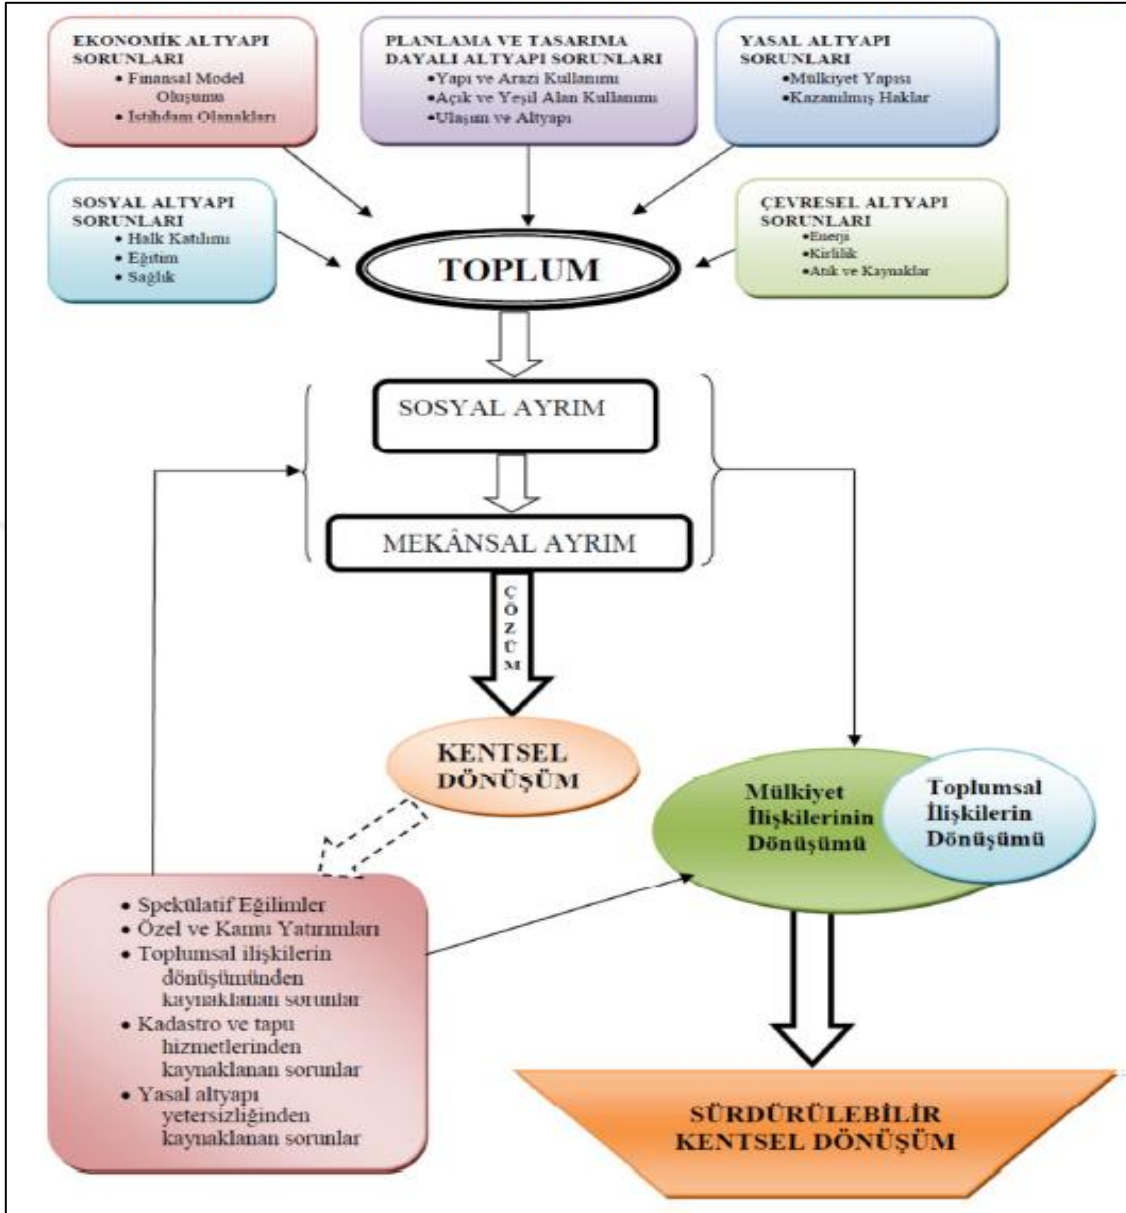 EKONOMİK ALTYAPI
SORUNLARI
• Finansal Model
Oluşumu
• İstihdam Olanakları
PLANLAMA VE TASARIMA
DAYALI ALTYAPI SORUNLARI
•Yapı ve Arazi Kullanımı
•Açık ve Yeşil Alan Kullanımı
•Ulaşım ve Altyapı
YASAL ALTYAPI
SORUNLARI
•Mülkiyet Yapısı
•Kazanılmış Haklar
SOSYAL ALTYAPI
SORUNLARI
• Halk Katılımı
• Eğitim
• Sağlık
ÇEVRESEL ALTYAPI
SORUNLARI
•Enerji
•Kirlilik
•Atık ve Kaynaklar
TOPLUM
SOSYAL AYRIM
MEKÂNSAL AYRIM
Ç
Ö
Z
Ü
M
KENTSEL
DÖNÜŞÜM
Mülkiyet
İlişkilerinin
Dönüşümü
Toplumsal
İlişkilerin
Dönüşümü
• Spekülatif Eğilimler
• Özel ve Kamu Yatırımları
• Toplumsal ilişkilerin
dönüşümünden
kaynaklanan sorunlar
• Kadastro ve tapu
hizmetlerinden
kaynaklanan sorunlar
• Yasal altyapı
yetersizliğinden
kaynaklanan sorunlar
SÜRDÜRÜLEBİLİR
KENTSEL DÖNÜŞÜM